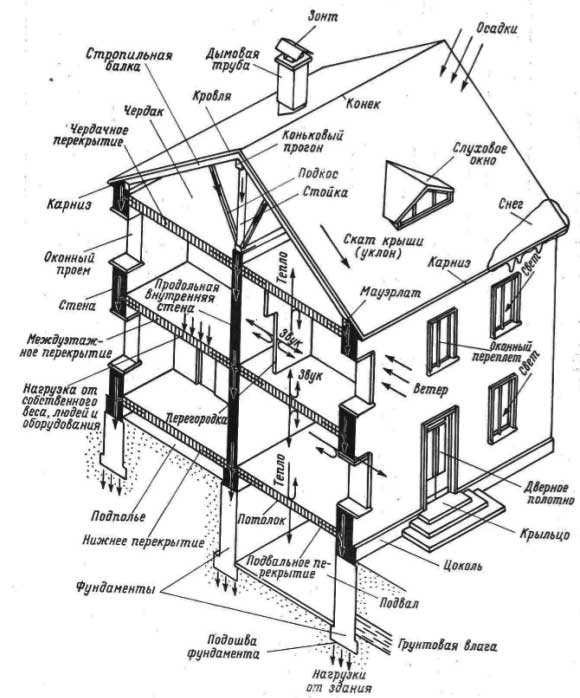 Зонт
Осадки
Стропильная
балка
Дымовая
труба
Кровля
Конек
Чердак
Чердачное
перекрытие
Коньковый
прогон
Слуховое
окно
Подкос
Стойка
Карниз
Снег
Скат крыши
(уклон)
Оконный
проем
Тепло
Карниз
Свет
Стена
Продольная
внутренняя
стена
Мауэрлат
Междуэтаж-
ное перекрытие
Звук
Оконный
переплет
Звук
Ветер
Свет
Нагрузка от
собственного
веса, людей и
оборудования
Перегородка
Тепло
Дверное
полотно
Подполье
Потолок
Нижнее перекрытие
Крыльцо
Подвальное пе-
рекрытие
Цоколь
Фундаменты
Подвал
Подошва
фундамента
Грунтовая влага
Нагрузки
от здания